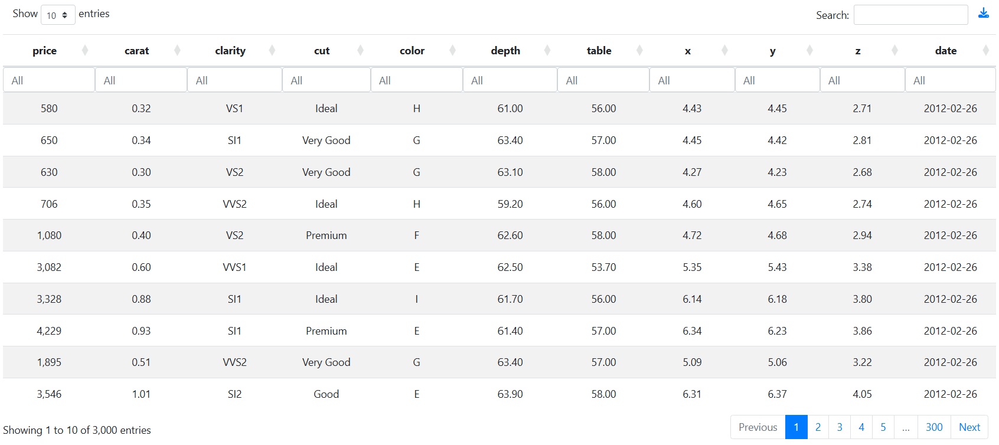 Show 10 entries Search:
price carat clarity cut color depth table x y z date
All All All All All All All All All All All
580 0.32 VS1 Ideal H 61.00 56.00 4.43 4.45 2.71 2012-02-26
650 0.34 SI1 Very Good G 63.40 57.00 4.45 4.42 2.81 2012-02-26
630 0.30 VS2 Very Good G 63.10 58.00 4.27 4.23 2.68 2012-02-26
706 0.35 VVS2 Ideal H 59.20 56.00 4.60 4.65 2.74 2012-02-26
1,080 0.40 VS2 Premium F 62.60 58.00 4.72 4.68 2.94 2012-02-26
3,082 0.60 VVS1 Ideal E 62.50 53.70 5.35 5.43 3.38 2012-02-26
3,328 0.88 SI1 Ideal I 61.70 56.00 6.14 6.18 3.80 2012-02-26
4,229 0.93 SI1 Premium E 61.40 57.00 6.34 6.23 3.86 2012-02-26
1,895 0.51 VVS2 Very Good G 63.40 57.00 5.09 5.06 3.22 2012-02-26
3,546 1.01 SI2 Good E 63.90 58.00 6.31 6.37 4.05 2012-02-26
Showing 1 to 10 of 3,000 entries Previous 1 2 3 4 5 ... 300 Next